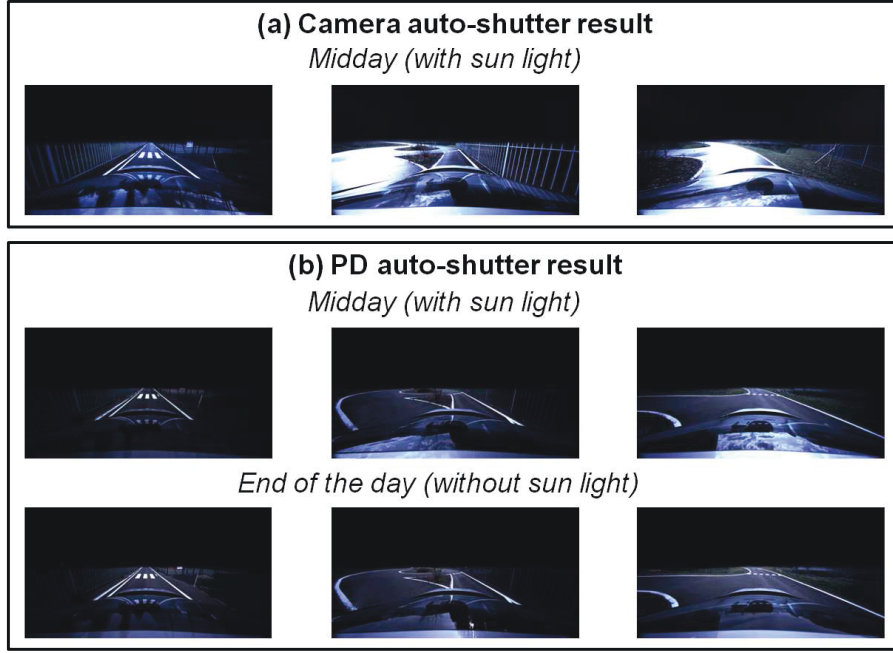 (a) Camera auto-shutter result
Midday (with sun light)
(b) PD auto-shutter result
Midday (with sun light)
End of the day (without sun light)